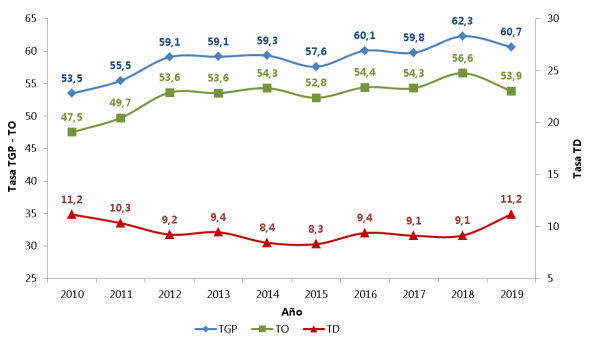 65
60
55
50
45
40
35
30
25
Tasa TGP - TO
30
25
20
15
10
5
Tasa TD
53,5 55,5 59,1 59,1 59,3 57,6 60,1 59,8 62,3 60,7
47,5 49,7 53,6 53,6 54,3 52,8 54,4 54,3 56,6 53,9
11,2 10,3 9,2 9,4 8,4 8,3 9,4 9,1 9,1 11,2
2010 2011 2012 2013 2014 2015 2016 2017 2018 2019
Año
TGP TO TD